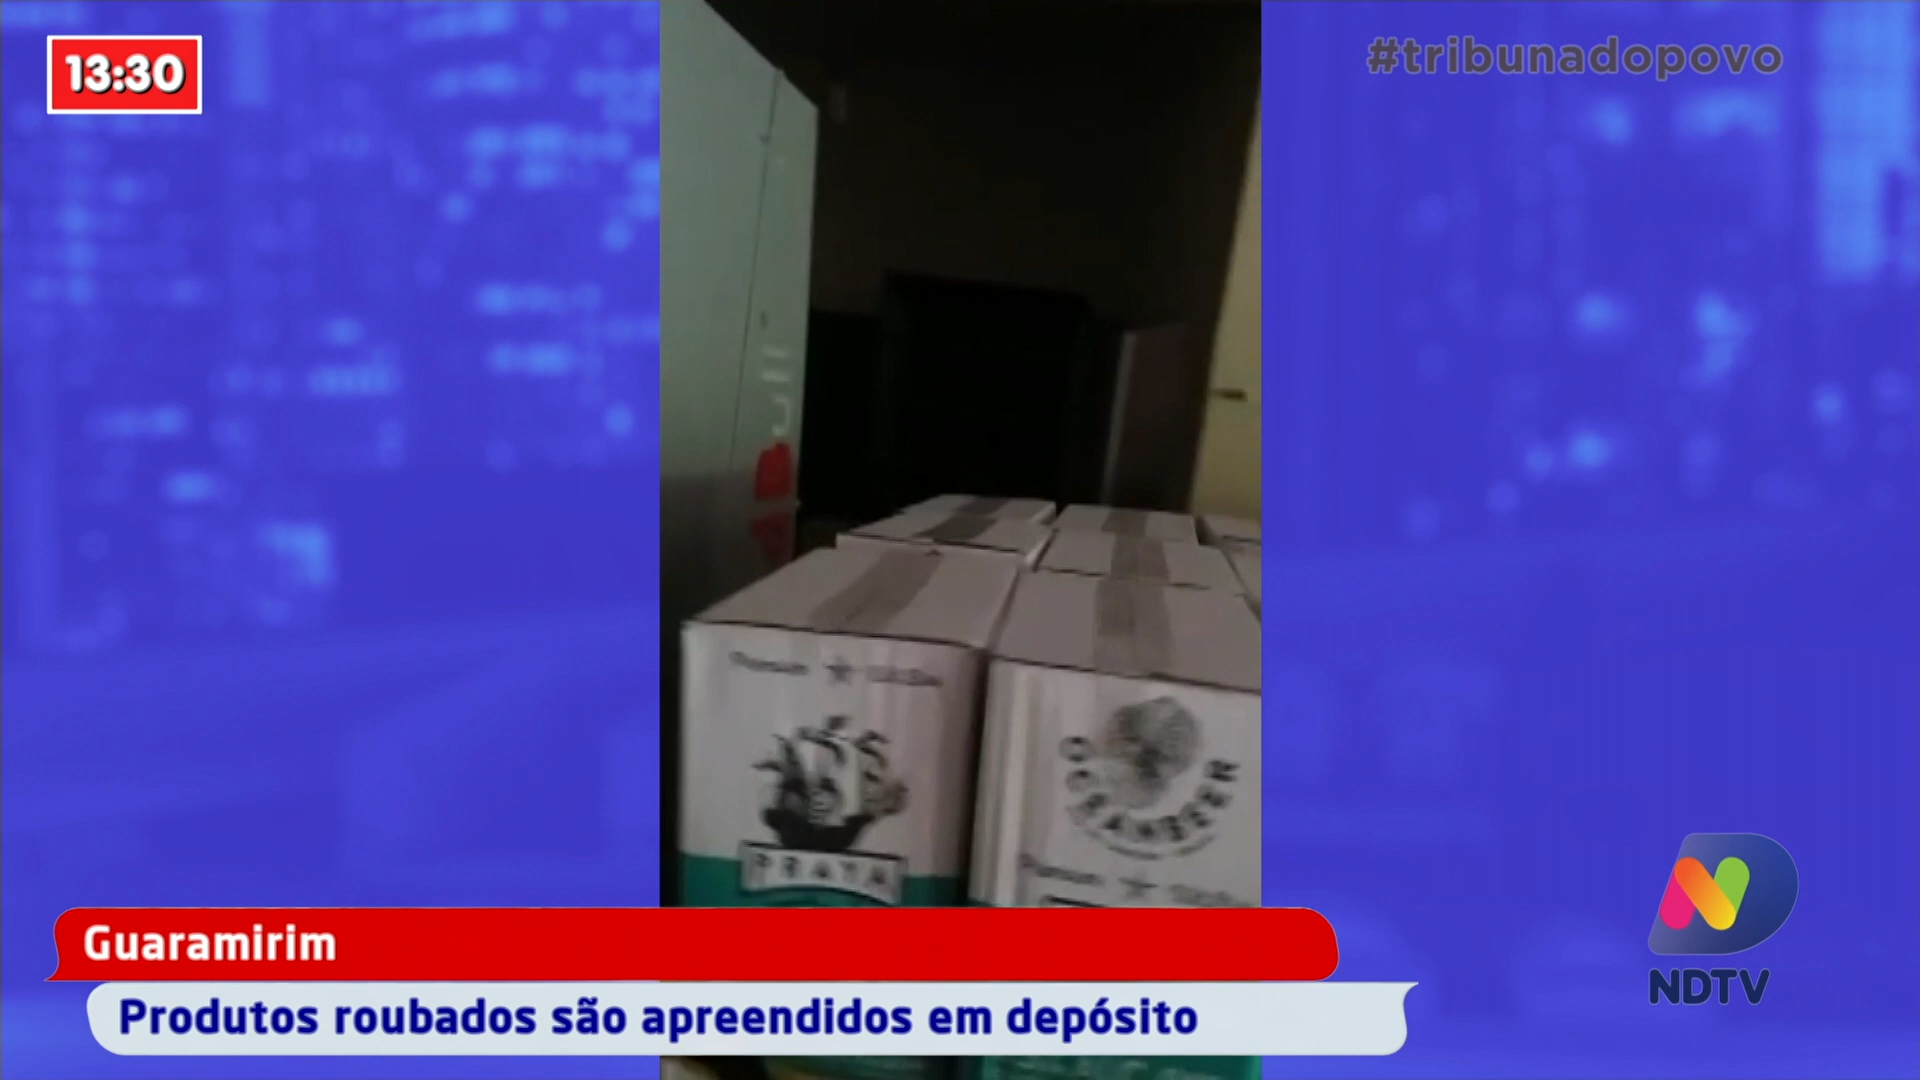 13:30
#tribunadopovo
PRATA
Guaramirim
Produtos roubados são apreendidos em depósito
NDTV